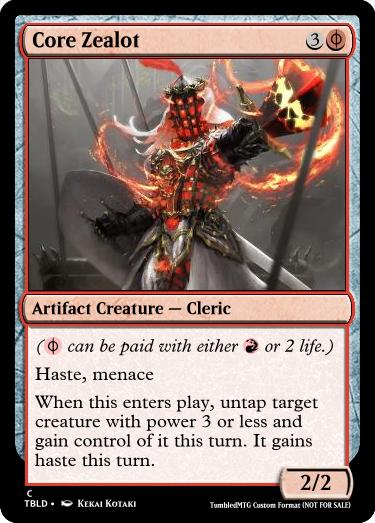 Core Zealot 3
Artifact Creature — Cleric
( can be paid with either or 2 life.)
Haste, menace
When this enters play, untap target
creature with power 3 or less and
gain control of it this turn. It gains
haste this turn.
2/2
C
TBLD • Kekai Kotaki
TumbledMTG Custom Format (NOT FOR SALE)